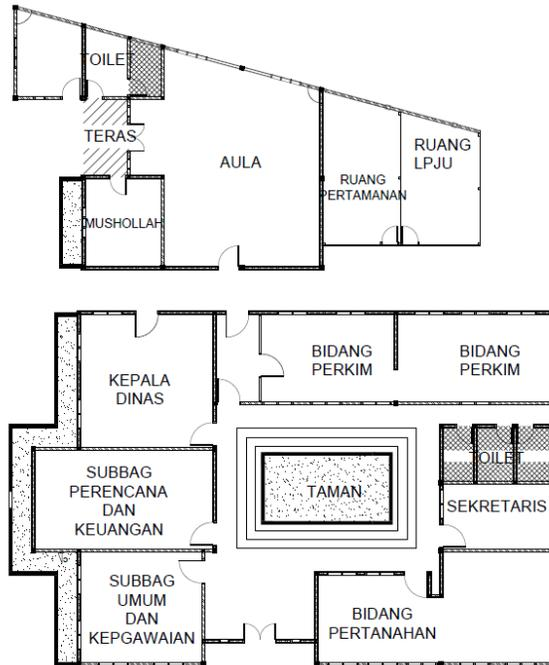 TOILET
TERAS
AULA
RUANG
LPJU
RUANG
PERTAMANAN
MUSHOLLAH
KEPALA
DINAS
BIDANG
PERKIM
BIDANG
PERKIM
SUBBAG
PERENCANA
DAN
KEUANGAN
TAMAN
TOILET
SEKRETARIS
SUBBAG
UMUM
DAN
KEPGAWAIAN
BIDANG
PERTANAHAN